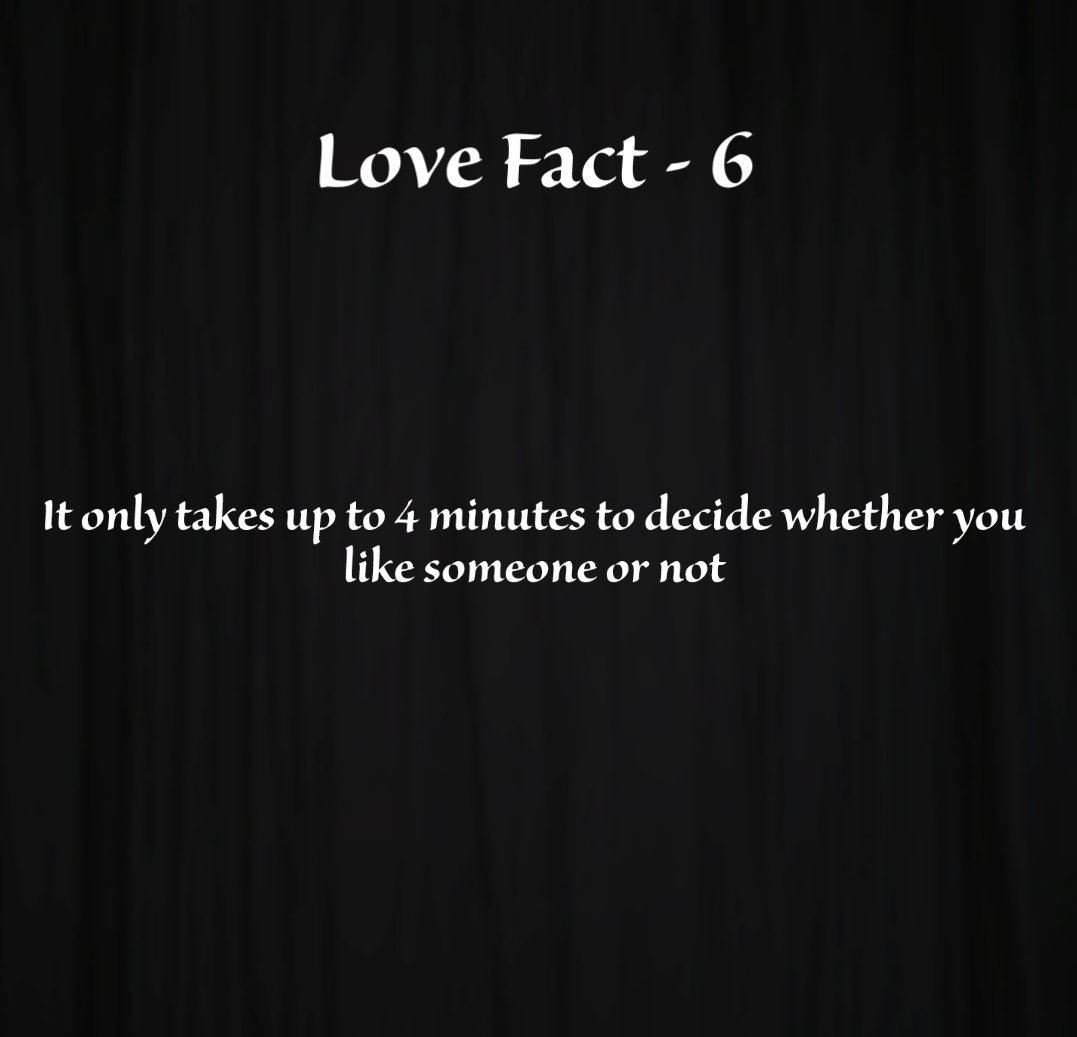 Love Fact - 6
It only takes up to 4 minutes to decide whether you
like someone or not